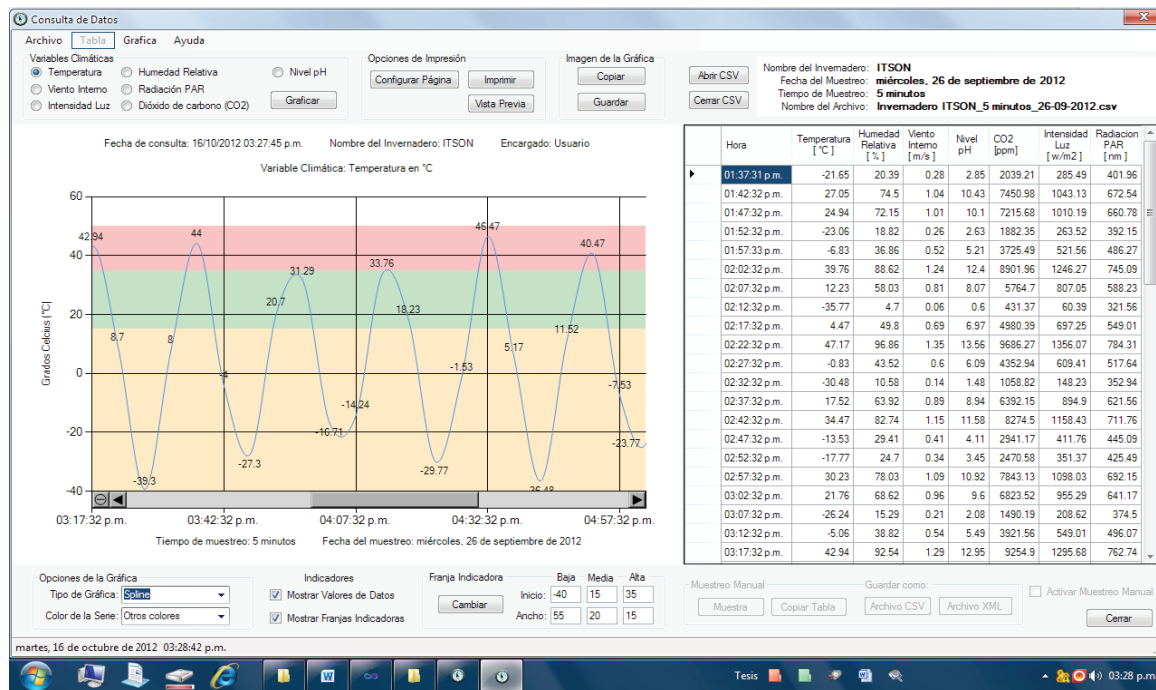 Consulta de Datos
Archivo Tabla Grafica Ayuda
Variables Climáticas
Temperatura Humedad Relativa Nivel pH
Viento Interno Radiación PAR
Intensidad Luz Dióxido de carbono (CO2)
Graficar
Opciones de Impresión
Configurar Página Imprimir
Vista Previa
Imagen de la Gráfica
Copiar
Guardar
Abrir CSV
Cerrar CSV
Nombre del Invernadero: ITSON
Fecha del Muestreo: miércoles, 26 de septiembre de 2012
Tiempo de Muestreo: 5 minutos
Nombre del Archivo: Invernadero ITSON_5 minutos_26-09-2012.csv
Fecha de consulta: 16/10/2012 03:27:45 p.m. Nombre del Invernadero: ITSON Encargado: Usuario
Variable Climática: Temperatura en °C
Grados Celcius [°C]
60
40
20
0
-20
-40
42.94
8.7
-39.3
8
44
-4
-27.3
20.7
31.29
-16.71
-14.24
33.76
18.23
-29.77
-1.53
46.47
5.17
-36.48
11.52
40.47
-7.53
-23.77
03:17:32 p.m. 03:42:32 p.m. 04:07:32 p.m. 04:32:32 p.m. 04:57:32 p.m.
Tiempo de muestreo: 5 minutos Fecha del muestreo: miércoles, 26 de septiembre de 2012
Hora Temperatura [°C] Humedad Relativa [%] Viento Interno [m/s] Nivel pH CO2 [ppm] Intensidad Luz [w/m2] Radiacion PAR [nm]
01:37:31 p.m. -21.65 20.39 0.28 2.85 2039.21 285.49 401.96
01:42:32 p.m. 27.05 74.5 1.04 10.43 7450.98 1043.13 672.54
01:47:32 p.m. 24.94 72.15 1.01 10.1 7215.68 1010.19 660.78
01:52:32 p.m. -23.06 18.82 0.26 2.63 1882.35 263.52 392.15
01:57:33 p.m. -6.83 36.86 0.52 5.21 3725.49 521.56 486.27
02:02:32 p.m. 39.76 88.62 1.24 12.4 8901.96 1246.27 745.09
02:07:32 p.m. 12.23 58.03 0.81 8.07 5764.7 807.05 588.23
02:12:32 p.m. -35.77 4.7 0.06 0.6 431.37 60.39 321.56
02:17:32 p.m. 4.47 49.8 0.69 6.97 4980.39 697.25 549.01
02:22:32 p.m. 47.17 96.86 1.35 13.56 9686.27 1356.07 784.31
02:27:32 p.m. -0.83 43.52 0.6 6.09 4352.94 609.41 517.64
02:32:32 p.m. -30.48 10.58 0.14 1.48 1058.82 148.23 352.94
02:37:32 p.m. 17.52 63.92 0.89 8.94 6392.15 894.9 621.56
02:42:32 p.m. 34.47 82.74 1.15 11.58 8274.5 1158.43 711.76
02:47:32 p.m. -13.53 29.41 0.41 4.11 2941.17 411.76 445.09
02:52:32 p.m. -17.77 24.7 0.34 3.45 2470.58 351.37 425.49
02:57:32 p.m. 30.23 78.03 1.09 10.92 7843.13 1098.03 692.15
03:02:32 p.m. 21.76 68.62 0.96 9.6 6823.52 955.29 641.17
03:07:32 p.m. -26.24 15.29 0.21 2.08 1490.19 208.62 374.5
03:12:32 p.m. -5.06 38.82 0.54 5.49 3921.56 549.01 496.07
03:17:32 p.m. 42.94 92.54 1.29 12.95 9254.9 1295.68 762.74
Opciones de la Gráfica
Tipo de Gráfica: Spline
Color de la Serie: Otros colores
Indicadores
Mostrar Valores de Datos
Mostrar Franjas Indicadoras
Franja Indicadora Baja Media Alta
Cambiar
Inicio: -40 15 35
Ancho: 55 20 15
Muestreo Manual
Muestra Copiar Tabla
Guardar como:
Archivo CSV Archivo XML
Activar Muestreo Manual
Cerrar
martes, 16 de octubre de 2012 03:28:42 p.m.
Tesis 03:28 p.m.